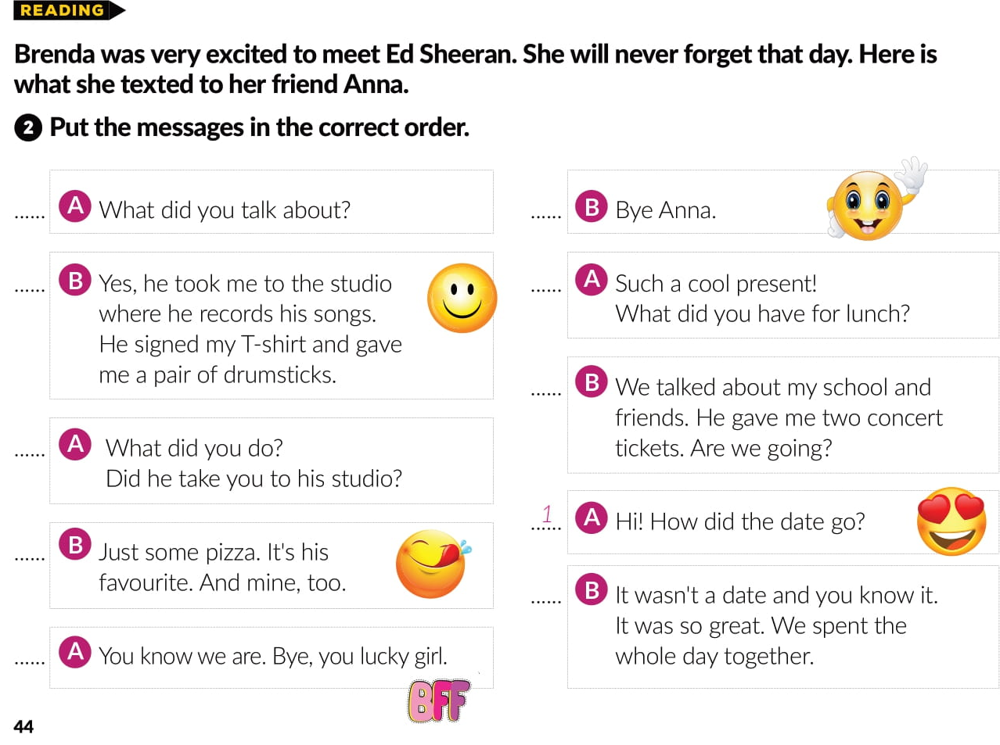 READING
Brenda was very excited to meet Ed Sheeran. She will never forget that day. Here is
what she texted to her friend Anna.
2 Put the messages in the correct order.
...... A What did you talk about?
...... B Yes, he took me to the studio
where he records his songs.
He signed my T-shirt and gave
me a pair of drumsticks.
...... A What did you do?
Did he take you to his studio?
...... B Just some pizza. It's his
favourite. And mine, too.
...... A You know we are. Bye, you lucky girl.
BFF
...... B Bye Anna.
...... A Such a cool present!
What did you have for lunch?
...... B We talked about my school and
friends. He gave me two concert
tickets. Are we going?
...1... A Hi! How did the date go?
...... B It wasn't a date and you know it.
It was so great. We spent the
whole day together.
44